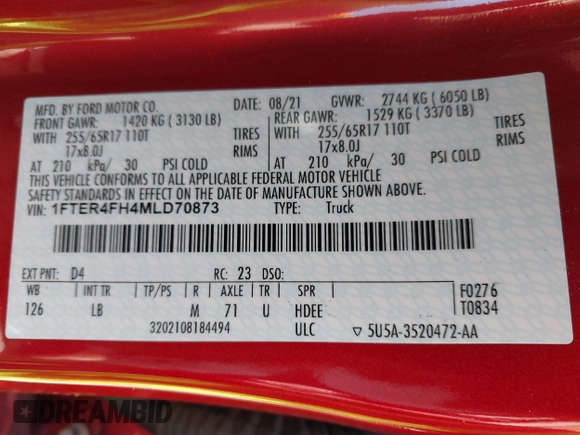 MFD. BY FORD MOTOR CO. DATE: 08/21 GVWR: 2744 KG ( 6050 LB)
FRONT GAWR: 1420 KG ( 3130 LB) REAR GAWR: 1529 KG ( 3370 LB)
WITH 255/65R17 110T TIRES WITH 255/65R17 110T TIRES
17x8.0J RIMS 17x8.0J RIMS
AT 210 kPa/ 30 PSI COLD AT 210 kPa/ 30 PSI COLD
THIS VEHICLE CONFORMS TO ALL APPLICABLE FEDERAL MOTOR VEHICLE
SAFETY STANDARDS IN EFFECT ON THE DATE OF MANUFACTURE SHOWN ABOVE.
VIN: 1FTER4FH4MLD70873 TYPE: Truck
EXT PNT: D4 RC: 23 DSO:
WB INT TR TP/PS R AXLE TR SPR F0276
126 LB M 71 U HDEE T0834
3202108184494 ULC ▽ 5U5A-3520472-AA
DREAMBID